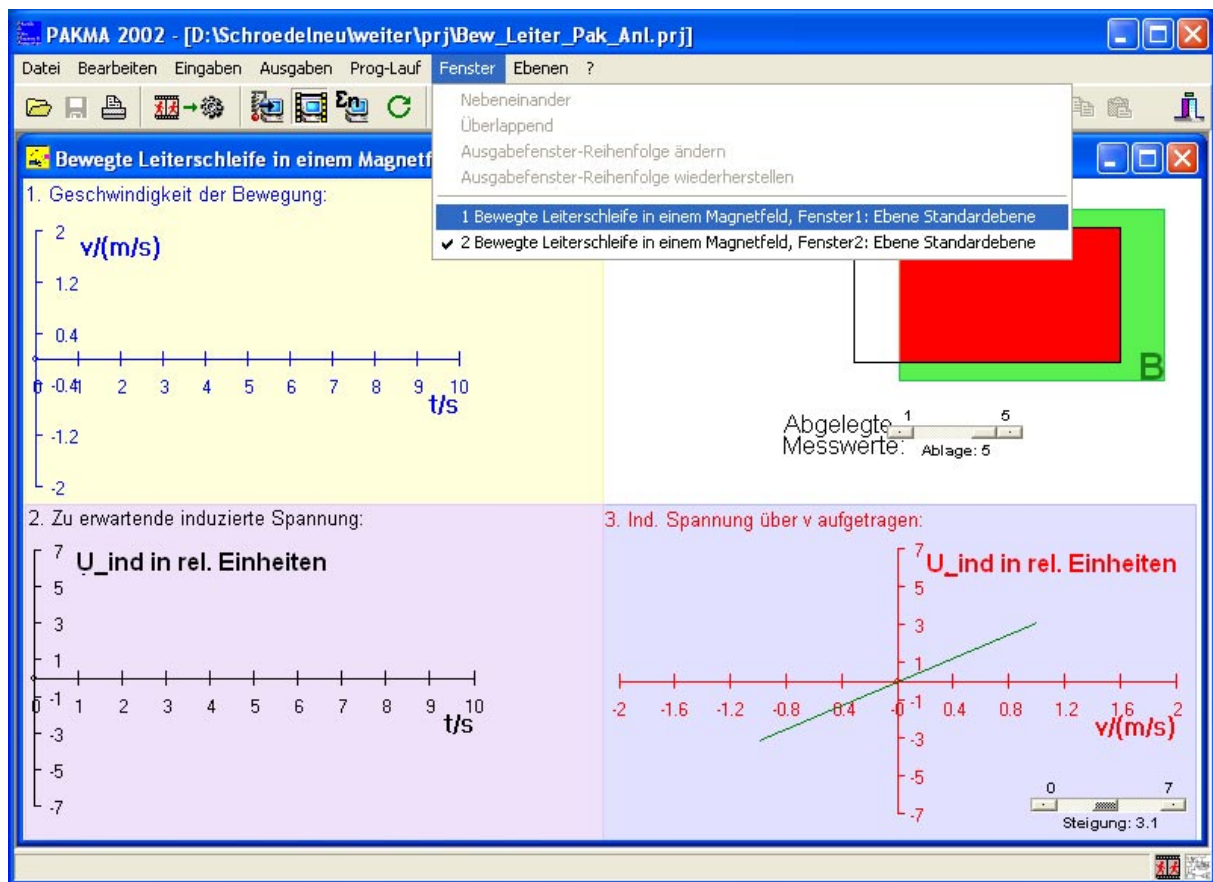 PAKMA 2002 - [D:\Schroedelneu\weiter\prj\Bew_Leiter_Pak_Anl.prj]
Datei Bearbeiten Eingaben Ausgaben Prog-Lauf Fenster Ebenen ?
Nebeneinander
Überlappend
Ausgabefenster-Reihenfolge ändern
Ausgabefenster-Reihenfolge wiederherstellen
1 Bewegte Leiterschleife in einem Magnetfeld, Fenster1: Ebene Standardebene
✔ 2 Bewegte Leiterschleife in einem Magnetfeld, Fenster2: Ebene Standardebene
Bewegte Leiterschleife in einem Magnetf
1. Geschwindigkeit der Bewegung:
2
v/(m/s)
1.2
0.4
0 -0.4 1 2 3 4 5 6 7 8 9 10
t/s
-1.2
-2
B
Abgelegte
Messwerte:
1 5
Ablage: 5
2. Zu erwartende induzierte Spannung:
7
U_ind in rel. Einheiten
5
3
1
0 -1 1 2 3 4 5 6 7 8 9 10
t/s
-3
-5
-7
3. Ind. Spannung über v aufgetragen:
7
U_ind in rel. Einheiten
5
3
1
-2 -1.6 -1.2 -0.8 -0.4 -0 -1 0.4 0.8 1.2 1.6 2
v/(m/s)
-3
-5
-7
0 7
Steigung: 3.1